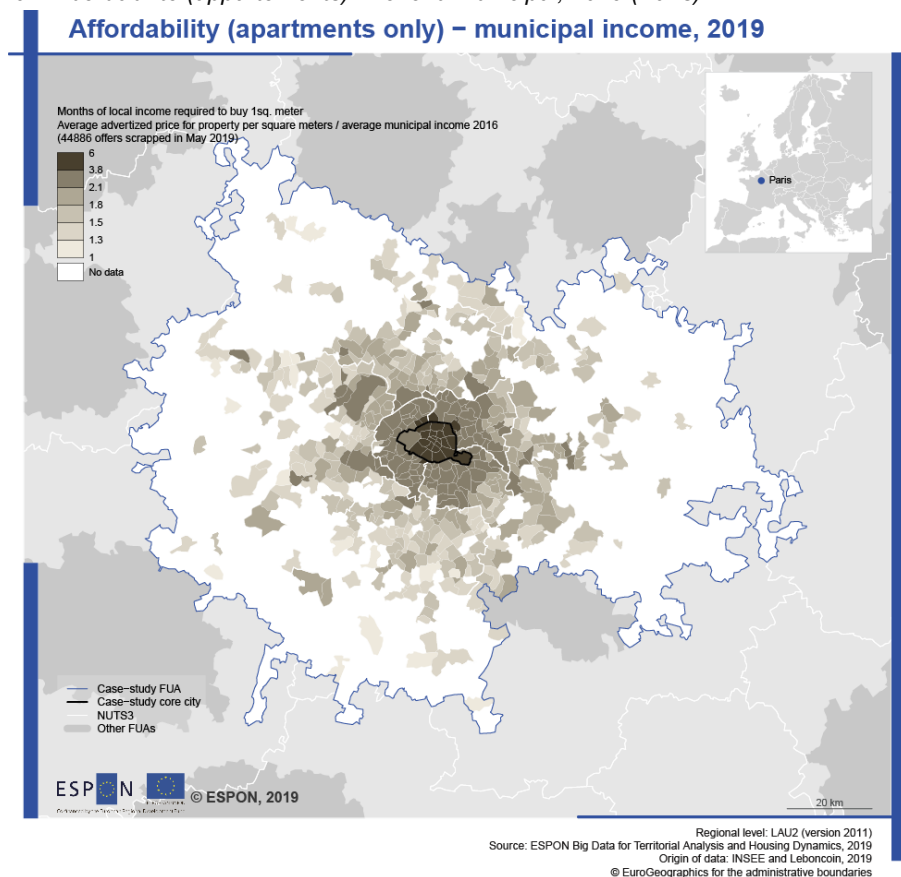 Affordability (apartments only) − municipal income, 2019
Months of local income required to buy 1sq. meter
Average advertized price for property per square meters / average municipal income 2016
(44886 offers scrapped in May 2019)
6
3.8
2.1
1.8
1.5
1.3
1
No data
Paris
Case−study FUA
Case−study core city
NUTS3
Other FUAs
ESPON
© ESPON, 2019
20 km
Regional level: LAU2 (version 2011)
Source: ESPON Big Data for Territorial Analysis and Housing Dynamics, 2019
Origin of data: INSEE and Leboncoin, 2019
© EuroGeographics for the administrative boundaries